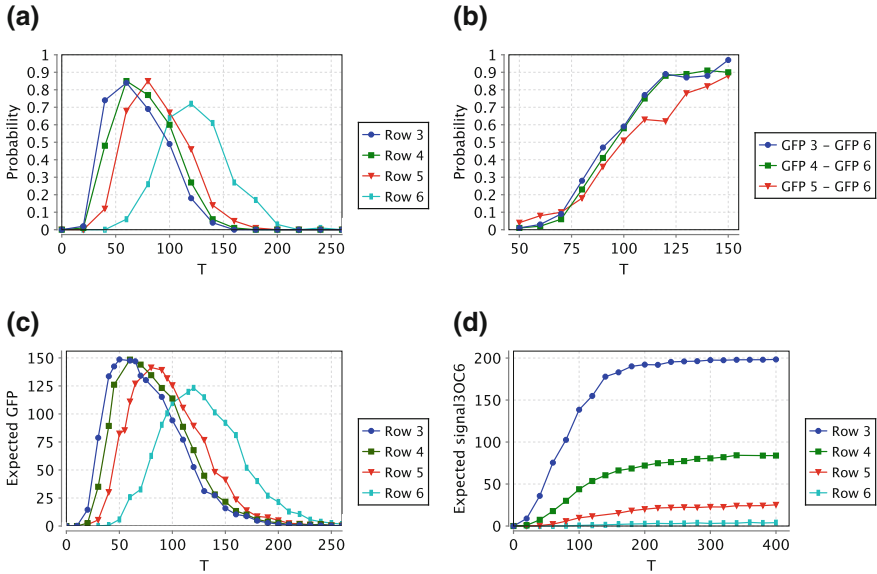 (a)
Probability
1
0.9
0.8
0.7
0.6
0.5
0.4
0.3
0.2
0.1
0
0 50 100 150 200 250
T
Row 3
Row 4
Row 5
Row 6
(b)
Probability
1
0.9
0.8
0.7
0.6
0.5
0.4
0.3
0.2
0.1
0
50 75 100 125 150
T
GFP 3 – GFP 6
GFP 4 – GFP 6
GFP 5 – GFP 6
(c)
Expected GFP
150
125
100
75
50
25
0
0 50 100 150 200 250
T
Row 3
Row 4
Row 5
Row 6
(d)
Expected signal3OC6
200
150
100
50
0
0 100 200 300 400
T
Row 3
Row 4
Row 5
Row 6